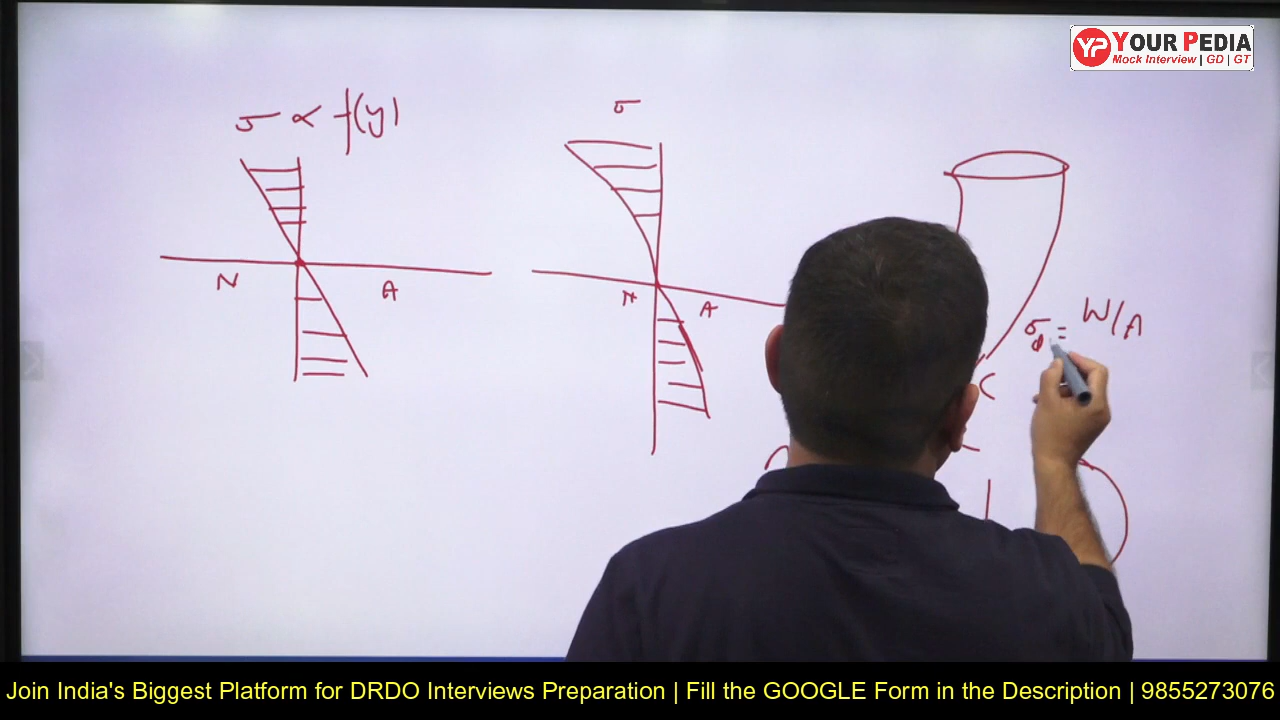 YOUR PEDIA
Mock Interview | GD | GT
σ ∝ f(y)
N A
σ
N A
σd = W/A
C
Join India's Biggest Platform for DRDO Interviews Preparation | Fill the GOOGLE Form in the Description | 9855273076